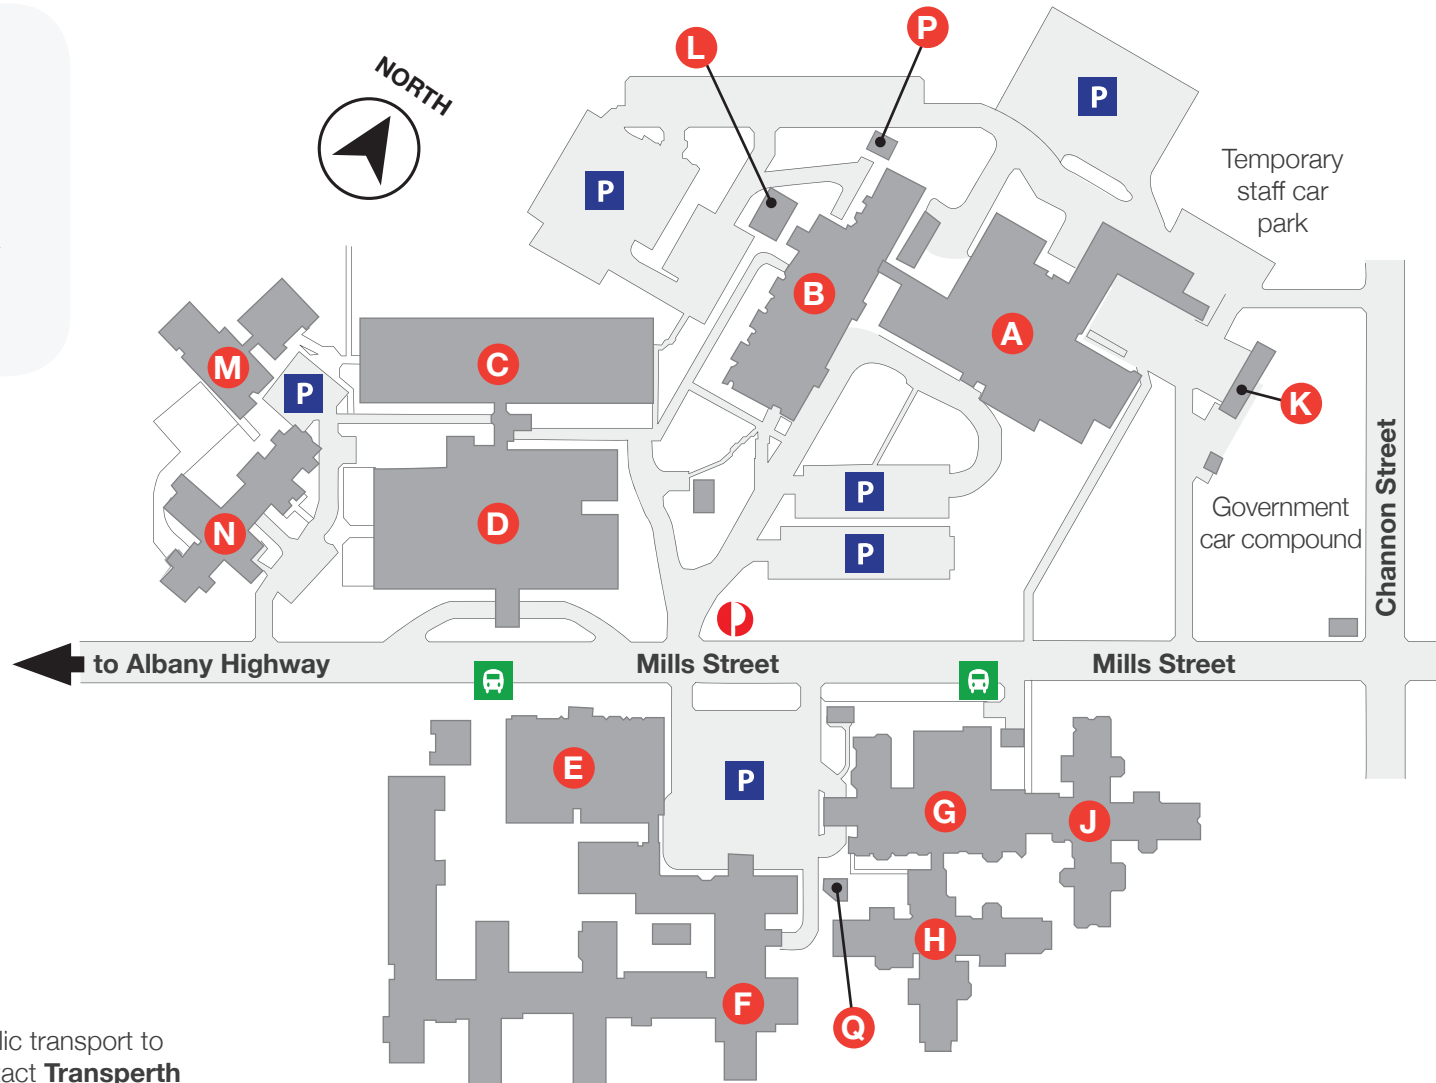 P
L
NORTH
P
P
Temporary
staff car
park
B
A
M
C
P
K
Channon Street
P
Government
car compound
N
D
P
to Albany Highway
Mills Street
Mills Street
E
P
G
J
H
F
Q
lic transport to
tact Transperth